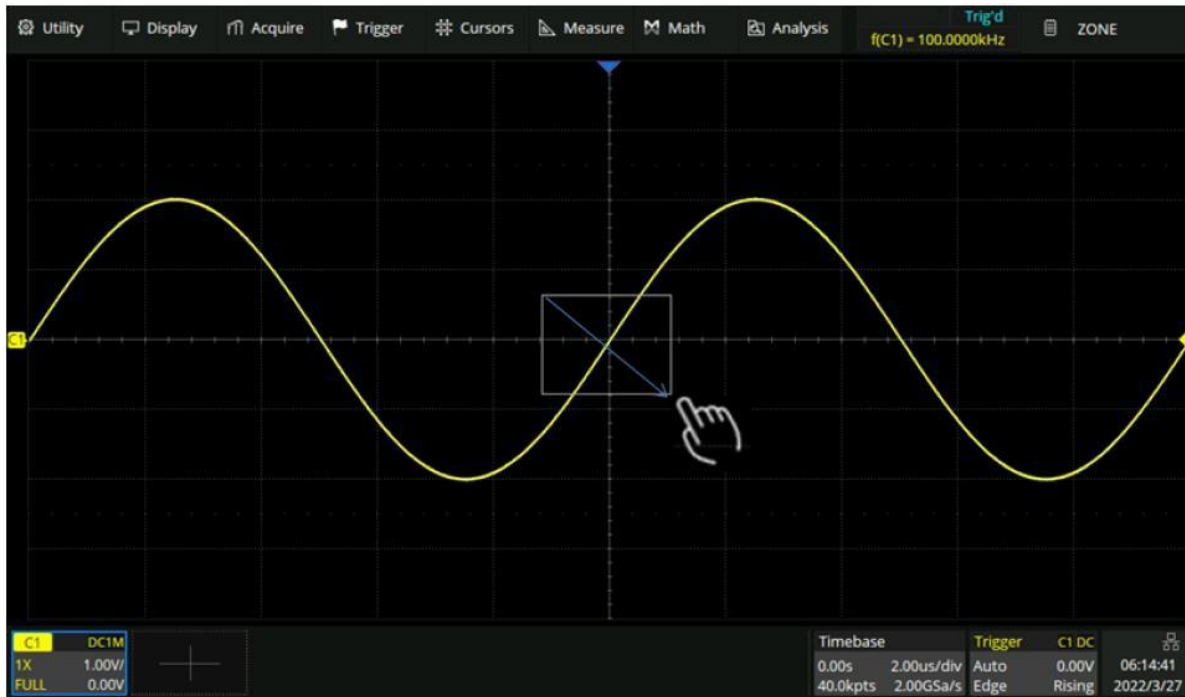 Utility Display Acquire Trigger Cursors Measure Math Analysis
Trig'd
f(C1) = 100.0000kHz
ZONE
C1
C1 DC1M
1X 1.00V/
FULL 0.00V
Timebase
0.00s 2.00us/div
40.0kpts 2.00GSa/s
Trigger C1 DC
Auto 0.00V
Edge Rising
06:14:41
2022/3/27